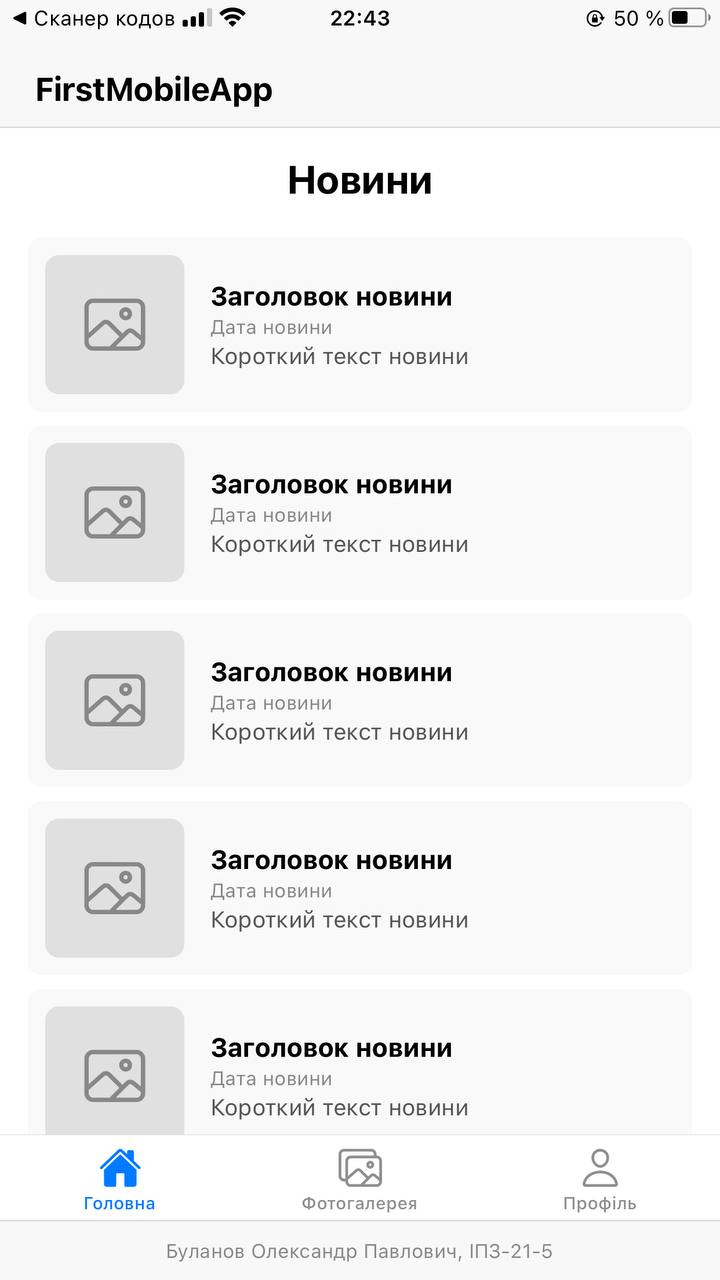 Сканер кодов 22:43 50 %
FirstMobileApp
Новини
Заголовок новини
Дата новини
Короткий текст новини
Заголовок новини
Дата новини
Короткий текст новини
Заголовок новини
Дата новини
Короткий текст новини
Заголовок новини
Дата новини
Короткий текст новини
Заголовок новини
Дата новини
Короткий текст новини
Головна Фотогалерея Профіль
Буланов Олександр Павлович, ІПЗ-21-5